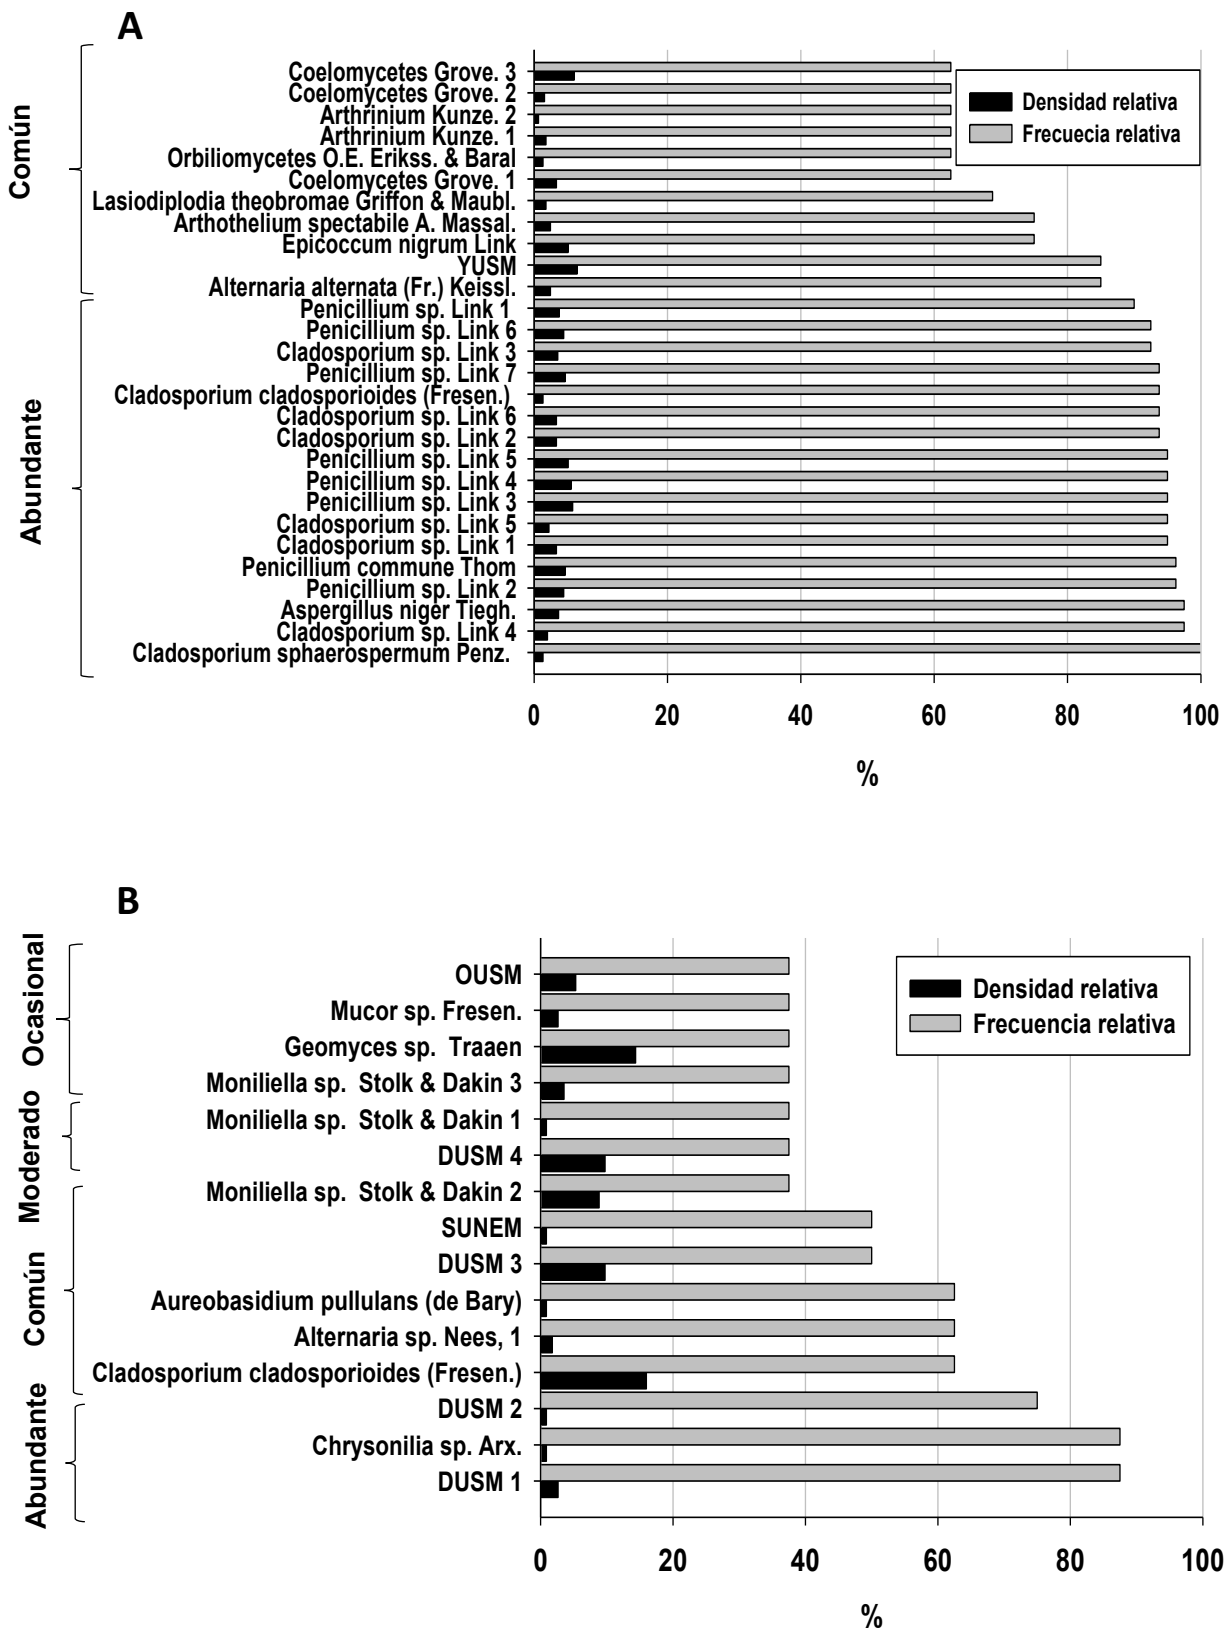 A
Común
Abundante
Coelomycetes Grove. 3
Coelomycetes Grove. 2
Arthrinium Kunze. 2
Arthrinium Kunze. 1
Orbiliomycetes O.E. Erikss. & Baral
Coelomycetes Grove. 1
Lasiodiplodia theobromae Griffon & Maubl.
Arthothelium spectabile A. Massal.
Epicoccum nigrum Link
YUSM
Alternaria alternata (Fr.) Keissl.
Penicillium sp. Link 1
Penicillium sp. Link 6
Cladosporium sp. Link 3
Penicillium sp. Link 7
Cladosporium cladosporioides (Fresen.)
Cladosporium sp. Link 6
Cladosporium sp. Link 2
Penicillium sp. Link 5
Penicillium sp. Link 4
Penicillium sp. Link 3
Cladosporium sp. Link 5
Cladosporium sp. Link 1
Penicillium commune Thom
Penicillium sp. Link 2
Aspergillus niger Tiegh.
Cladosporium sp. Link 4
Cladosporium sphaerospermum Penz.
Densidad relativa
Frecuecia relativa
0 20 40 60 80 100
%
B
Ocasional
Moderado
Común
Abundante
OUSM
Mucor sp. Fresen.
Geomyces sp. Traaen
Moniliella sp. Stolk & Dakin 3
Moniliella sp. Stolk & Dakin 1
DUSM 4
Moniliella sp. Stolk & Dakin 2
SUNEM
DUSM 3
Aureobasidium pullulans (de Bary)
Alternaria sp. Nees, 1
Cladosporium cladosporioides (Fresen.)
DUSM 2
Chrysonilia sp. Arx.
DUSM 1
Densidad relativa
Frecuencia relativa
0 20 40 60 80 100
%